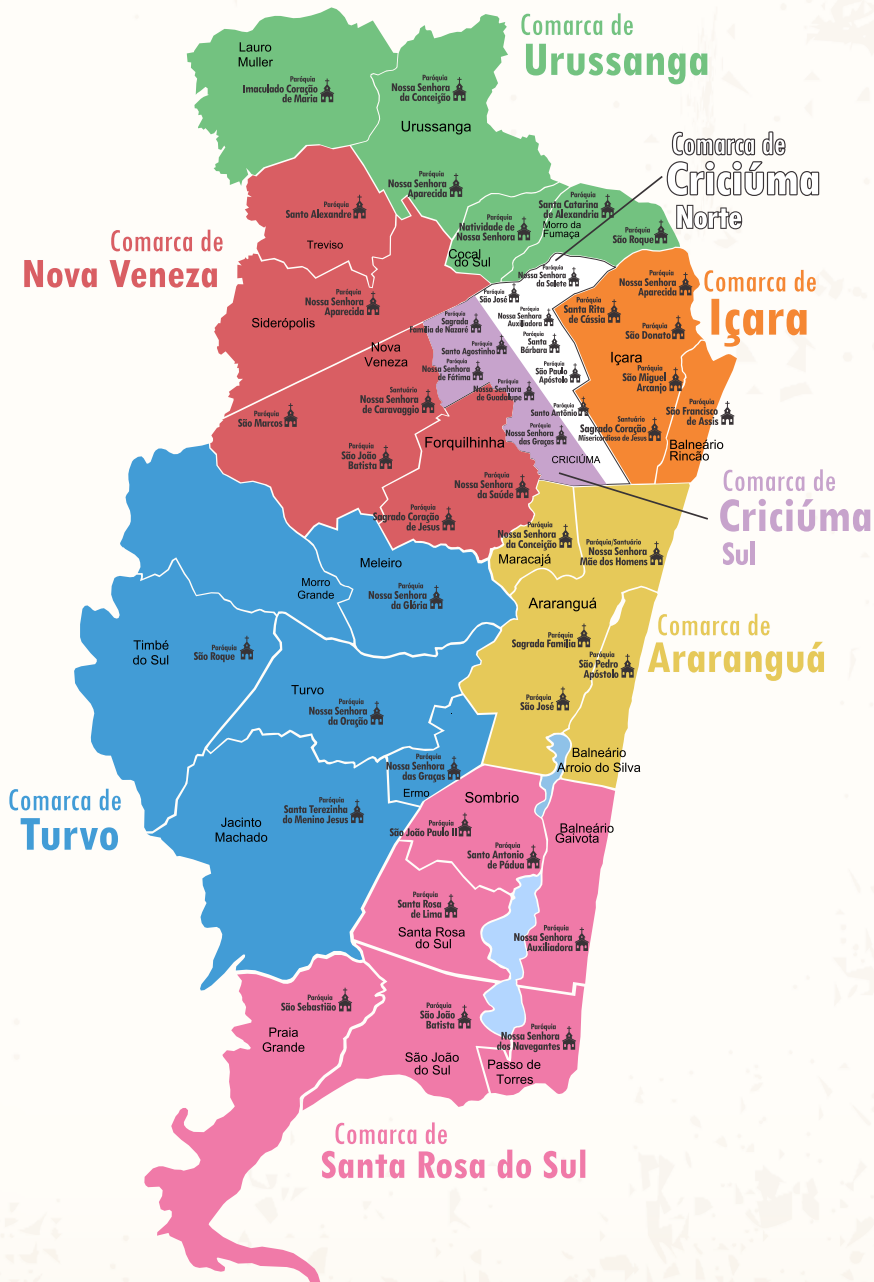 Comarca de
Urussanga
Lauro
Muller
Paróquia
Imaculado Coração
de Maria
Paróquia
Nossa Senhora
da Conceição
Urussanga
Paróquia
Nossa Senhora
Aparecida
Paróquia
Natividade de
Nossa Senhora
Cocal
do Sul
Paróquia
Santa Catarina
de Alexandria
Morro da
Fumaça
Paróquia
São Roque
Comarca de
Criciúma
Norte
Comarca de
Nova Veneza
Paróquia
Santo Alexandre
Treviso
Paróquia
Nossa Senhora
Aparecida
Siderópolis
Nova
Veneza
Santuário
Nossa Senhora
de Caravaggio
Paróquia
São Marcos
Paróquia
São João
Batista
Forquilhinha
Paróquia
Nossa Senhora
da Saúde
Paróquia
Sagrado Coração
de Jesus
Paróquia
Nossa Senhora
da Salete
Paróquia
São José
Paróquia
Nossa Senhora
Auxiliadora
Paróquia
Santa
Bárbara
Paróquia
São Paulo
Apóstolo
Paróquia
Santo Antônio
Paróquia
Sagrada
Família de Nazaré
Paróquia
Santo Agostinho
Paróquia
Nossa Senhora
de Fátima
Paróquia
Nossa Senhora
de Guadalupe
Paróquia
Nossa Senhora
das Graças
CRICIÚMA
Comarca de
Içara
Paróquia
Nossa Senhora
Aparecida
Paróquia
Santa Rita
de Cássia
Paróquia
São Donato
Içara
Paróquia
São Miguel
Arcanjo
Paróquia
São Francisco
de Assis
Santuário
Sagrado Coração
Misericordioso de Jesus
Balneário
Rincão
Comarca de
Criciúma
Sul
Paróquia
Nossa Senhora
da Conceição
Maracajá
Paróquia/Santuário
Nossa Senhora
Mãe dos Homens
Araranguá
Paróquia
Sagrada Família
Paróquia
São Pedro
Apóstolo
Paróquia
São José
Balneário
Arroio do Silva
Comarca de
Araranguá
Meleiro
Morro
Grande
Paróquia
Nossa Senhora
da Glória
Timbé
do Sul
Paróquia
São Roque
Turvo
Paróquia
Nossa Senhora
da Oração
Paróquia
Nossa Senhora
das Graças
Ermo
Comarca de
Turvo
Jacinto
Machado
Paróquia
Santa Terezinha
do Menino Jesus
Sombrio
Paróquia
São João Paulo II
Paróquia
Santo Antonio
de Pádua
Balneário
Gaivota
Paróquia
Santa Rosa
de Lima
Santa Rosa
do Sul
Paróquia
Nossa Senhora
Auxiliadora
Paróquia
São Sebastião
Praia
Grande
Paróquia
São João
Batista
São João
do Sul
Paróquia
Nossa Senhora
dos Navegantes
Passo de
Torres
Comarca de
Santa Rosa do Sul